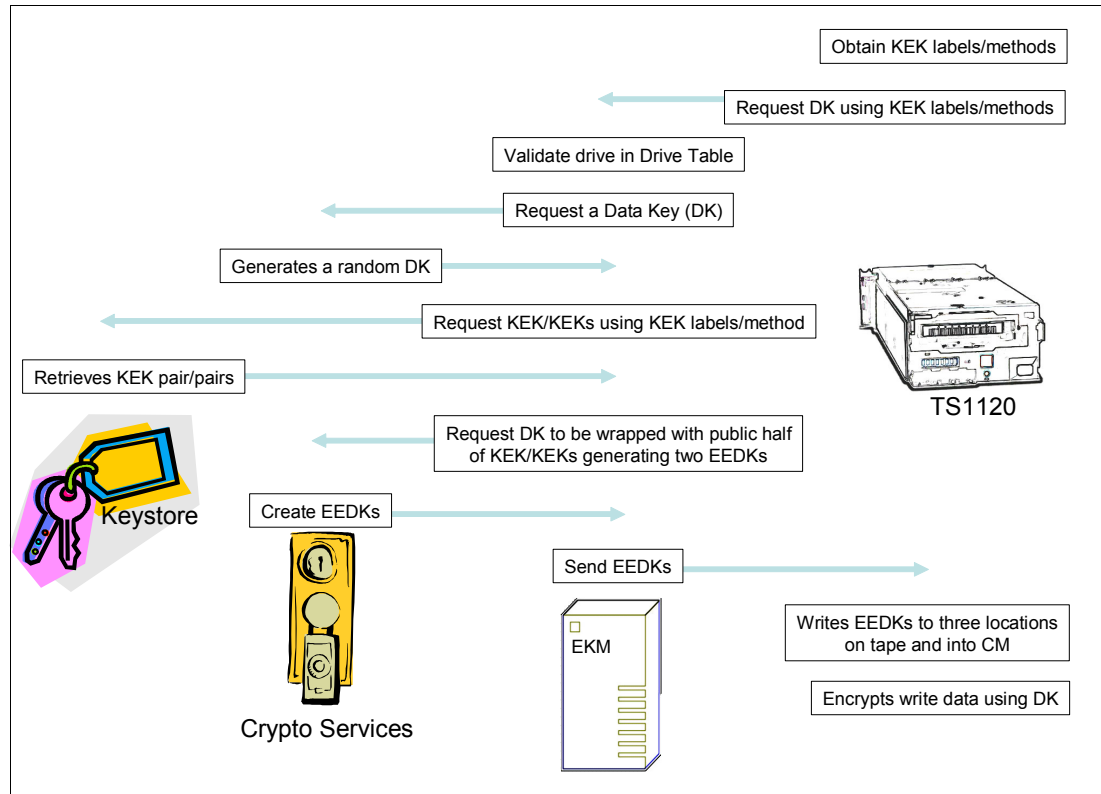 Obtain KEK labels/methods
Request DK using KEK labels/methods
Validate drive in Drive Table
Request a Data Key (DK)
Generates a random DK
Request KEK/KEKs using KEK labels/method
Retrieves KEK pair/pairs
TS1120
Request DK to be wrapped with public half
of KEK/KEKs generating two EEDKs
Keystore
Create EEDKs
Send EEDKs
Writes EEDKs to three locations
on tape and into CM
EKM
Encrypts write data using DK
Crypto Services